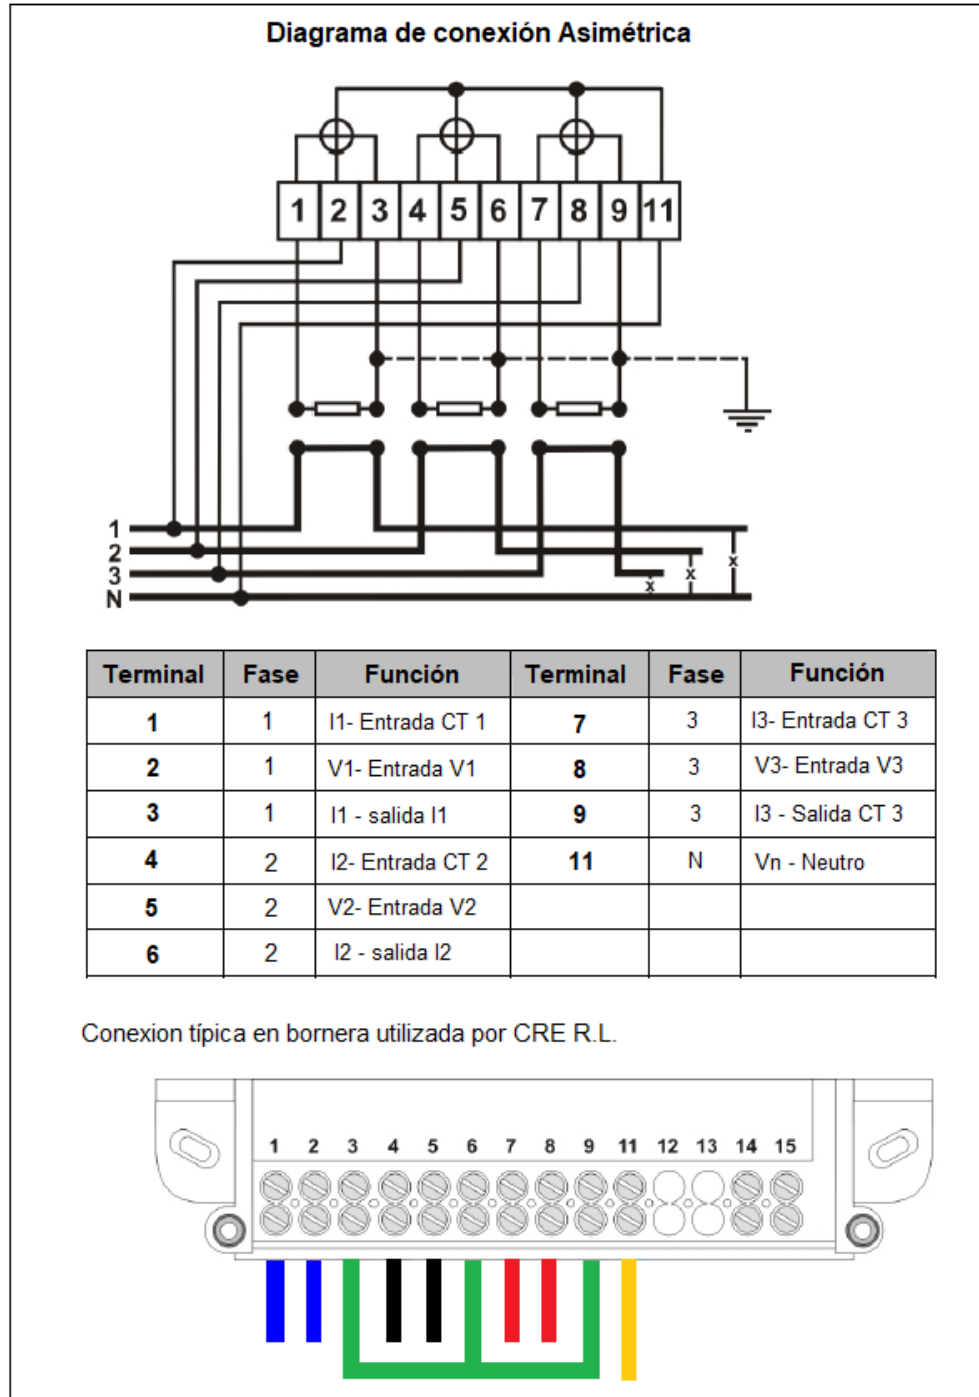 Diagrama de conexión Asimétrica
1 2 3 4 5 6 7 8 9 11
1
2
3
N
x x x
Terminal Fase Función Terminal Fase Función
1 1 I1- Entrada CT 1 7 3 I3- Entrada CT 3
2 1 V1- Entrada V1 8 3 V3- Entrada V3
3 1 I1 - salida I1 9 3 I3 - Salida CT 3
4 2 I2- Entrada CT 2 11 N Vn - Neutro
5 2 V2- Entrada V2
6 2 I2 - salida I2
Conexion típica en bornera utilizada por CRE R.L.
1 2 3 4 5 6 7 8 9 11 12 13 14 15